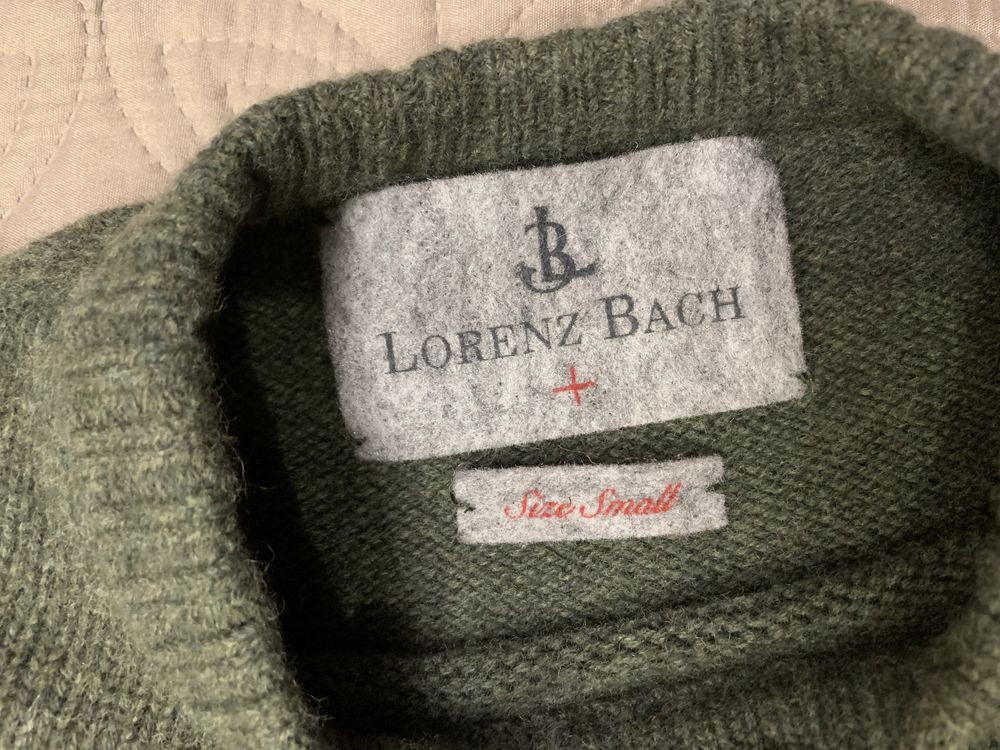 LB
LORENZ BACH
+
Size Small